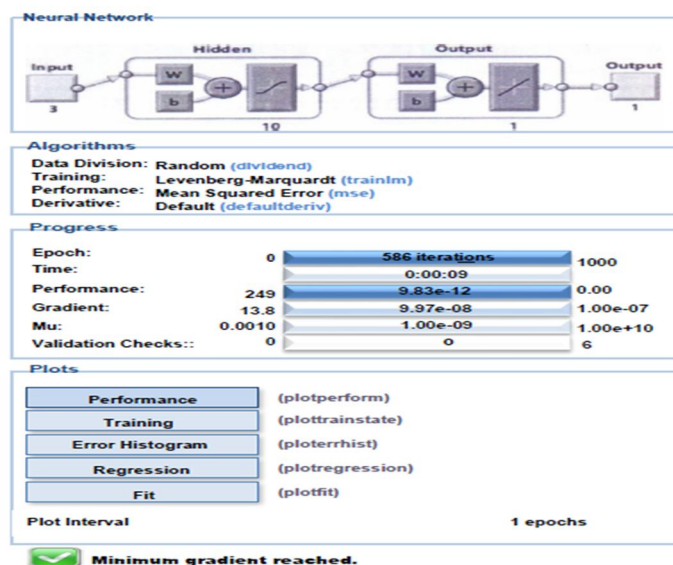 Neural Network
Hidden
Output
Input
W
b
+
W
b
+
Output
3
10
1
1
Algorithms
Data Division: Random (dividend)
Training: Levenberg-Marquardt (trainlm)
Performance: Mean Squared Error (mse)
Derivative: Default (defaultderiv)
Progress
Epoch: 0 586 iterations 1000
Time: 0:00:09
Performance: 249 9.83e-12 0.00
Gradient: 13.8 9.97e-08 1.00e-07
Mu: 0.0010 1.00e-09 1.00e+10
Validation Checks:: 0 0 6
Plots
Performance (plotperform)
Training (plottrainstate)
Error Histogram (ploterrhist)
Regression (plotregression)
Fit (plotfit)
Plot Interval 1 epochs
Minimum gradient reached.